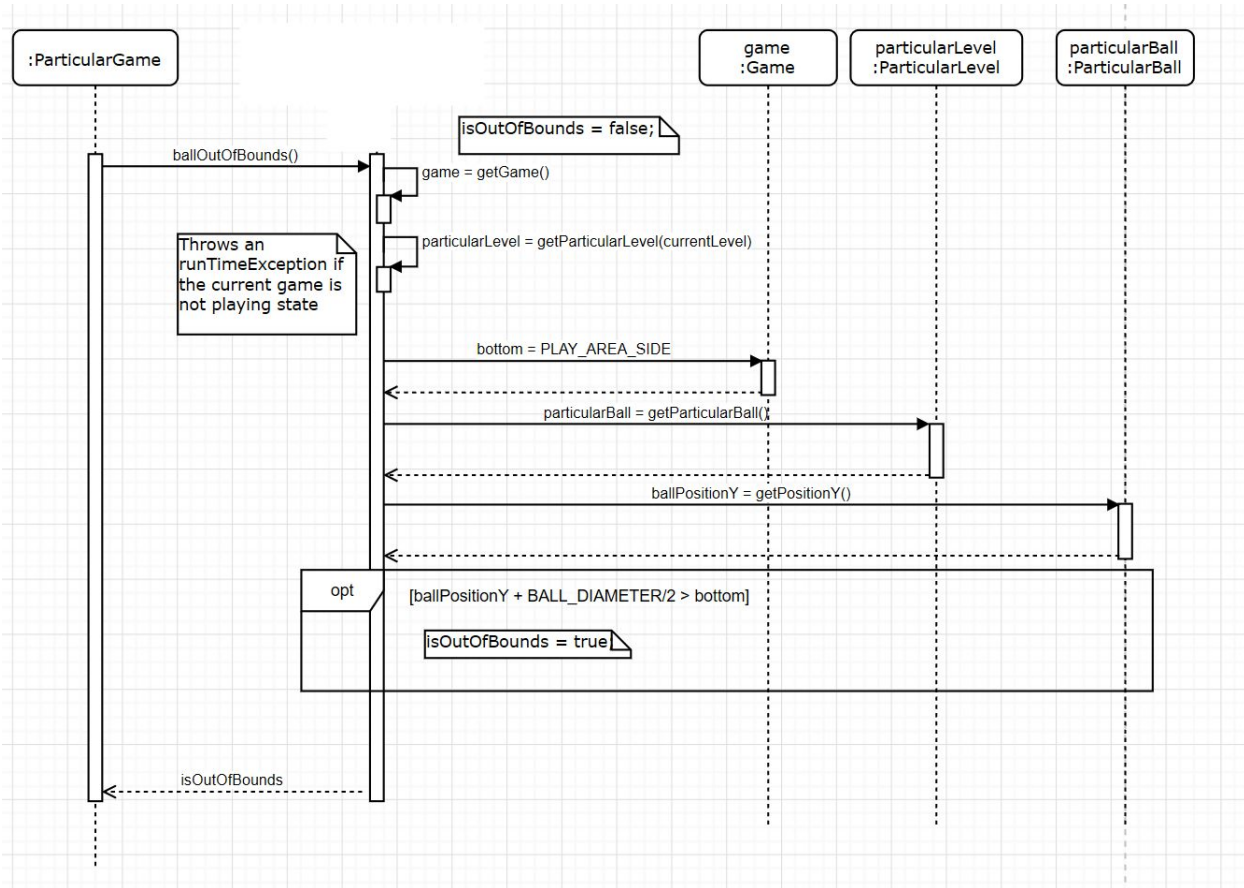 :ParticularGame
game
:Game
particularLevel
:ParticularLevel
particularBall
:ParticularBall
isOutOfBounds = false;
ballOutOfBounds()
game = getGame()
particularLevel = getParticularLevel(currentLevel)
Throws an
runTimeException if
the current game is
not playing state
bottom = PLAY_AREA_SIDE
particularBall = getParticularBall()
ballPositionY = getPositionY()
opt
[ballPositionY + BALL_DIAMETER/2 > bottom]
isOutOfBounds = true;
isOutOfBounds